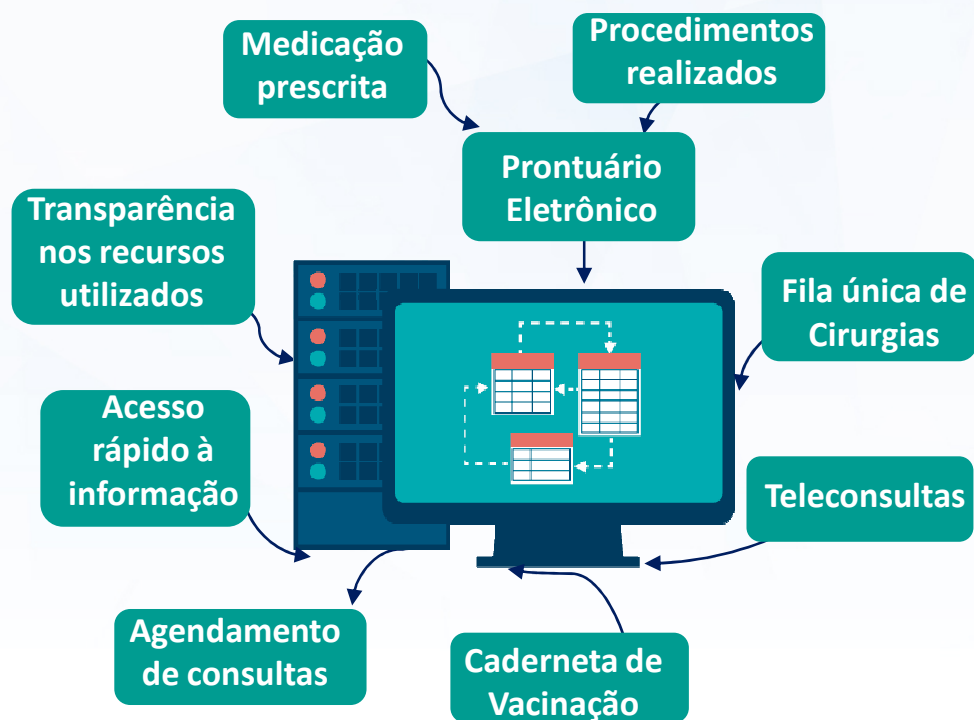 Medicação
prescrita
Procedimentos
realizados
Prontuário
Eletrônico
Transparência
nos recursos
utilizados
Fila única de
Cirurgias
Acesso
rápido à
informação
Teleconsultas
Agendamento
de consultas
Caderneta de
Vacinação